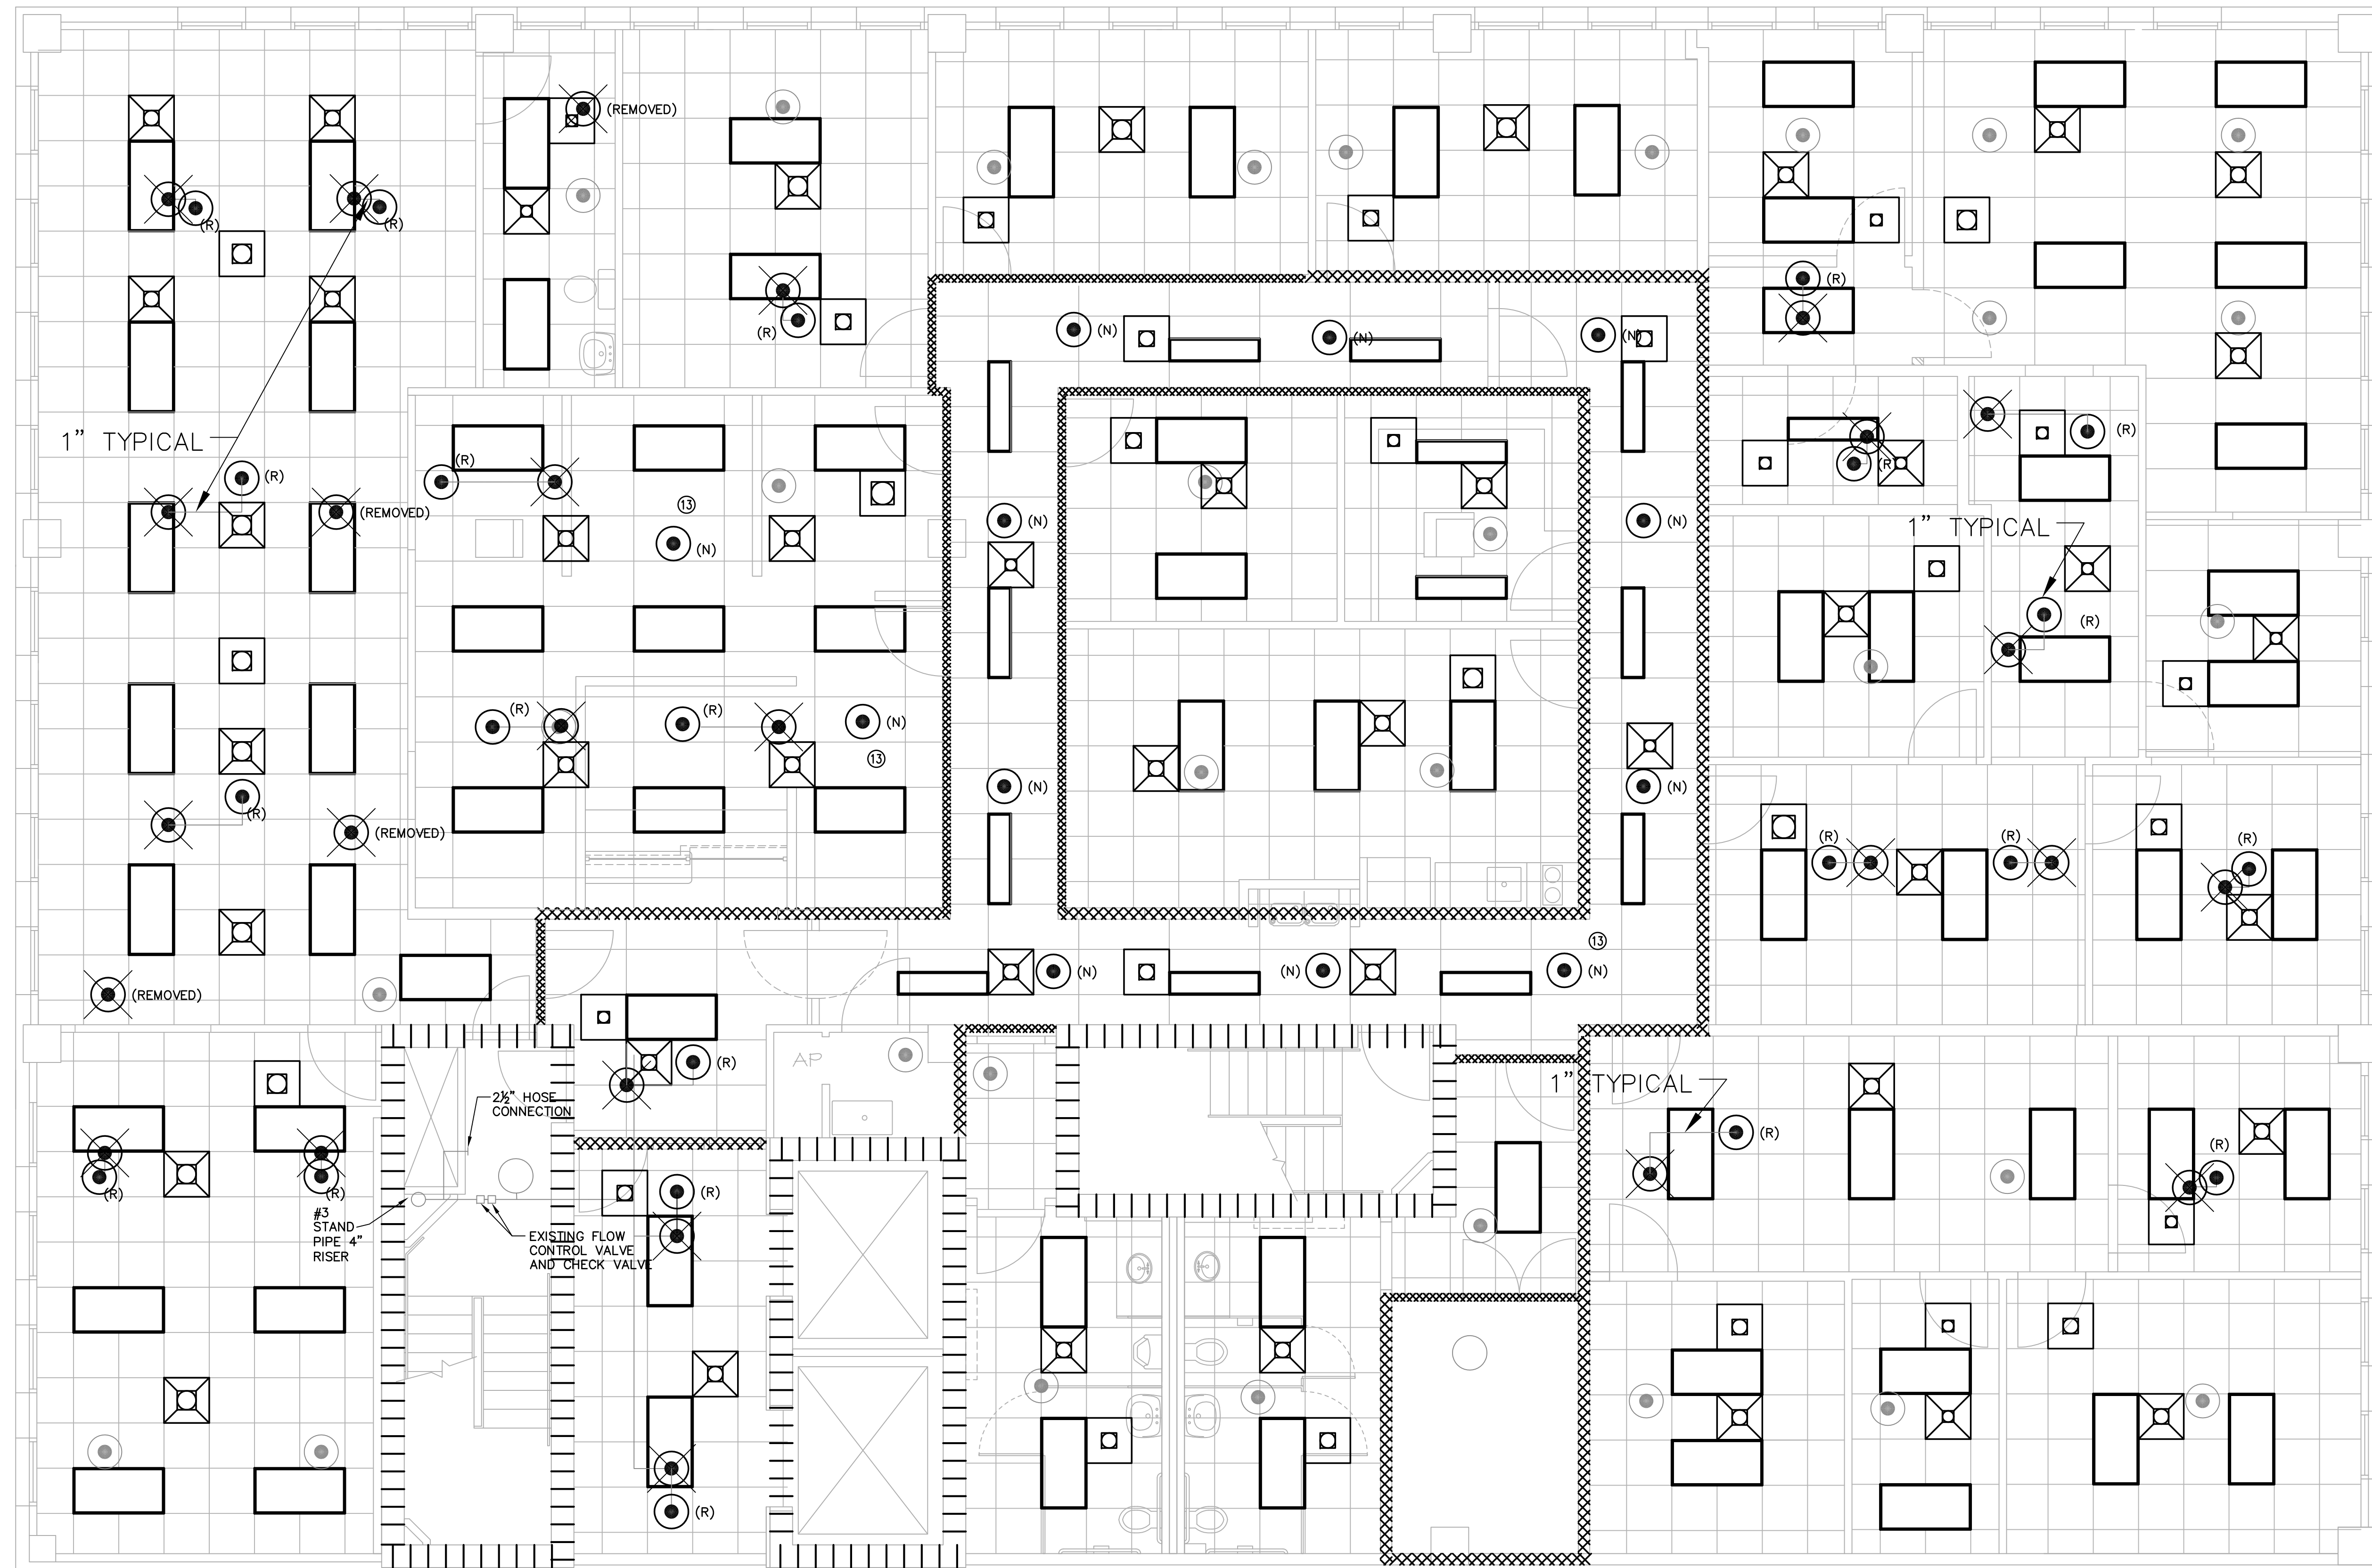 (REMOVED)
(R)
(R)
(R)
(R)
(N)
(N)
(N)
1" TYPICAL
(R)
(REMOVED)
(R)
13
(N)
(N)
(N)
(R)
(R)
1" TYPICAL
(R)
(R)
(R)
(N)
13
(N)
(N)
(R)
(REMOVED)
(R)
(R)
(R)
13
(REMOVED)
(N)
(N)
(N)
AP
(R)
1" TYPICAL
(R)
(R)
2½" HOSE
CONNECTION
(R)
(R)
(R)
#3
STAND
PIPE 4"
RISER
EXISTING FLOW
CONTROL VALVE
AND CHECK VALVE
(R)